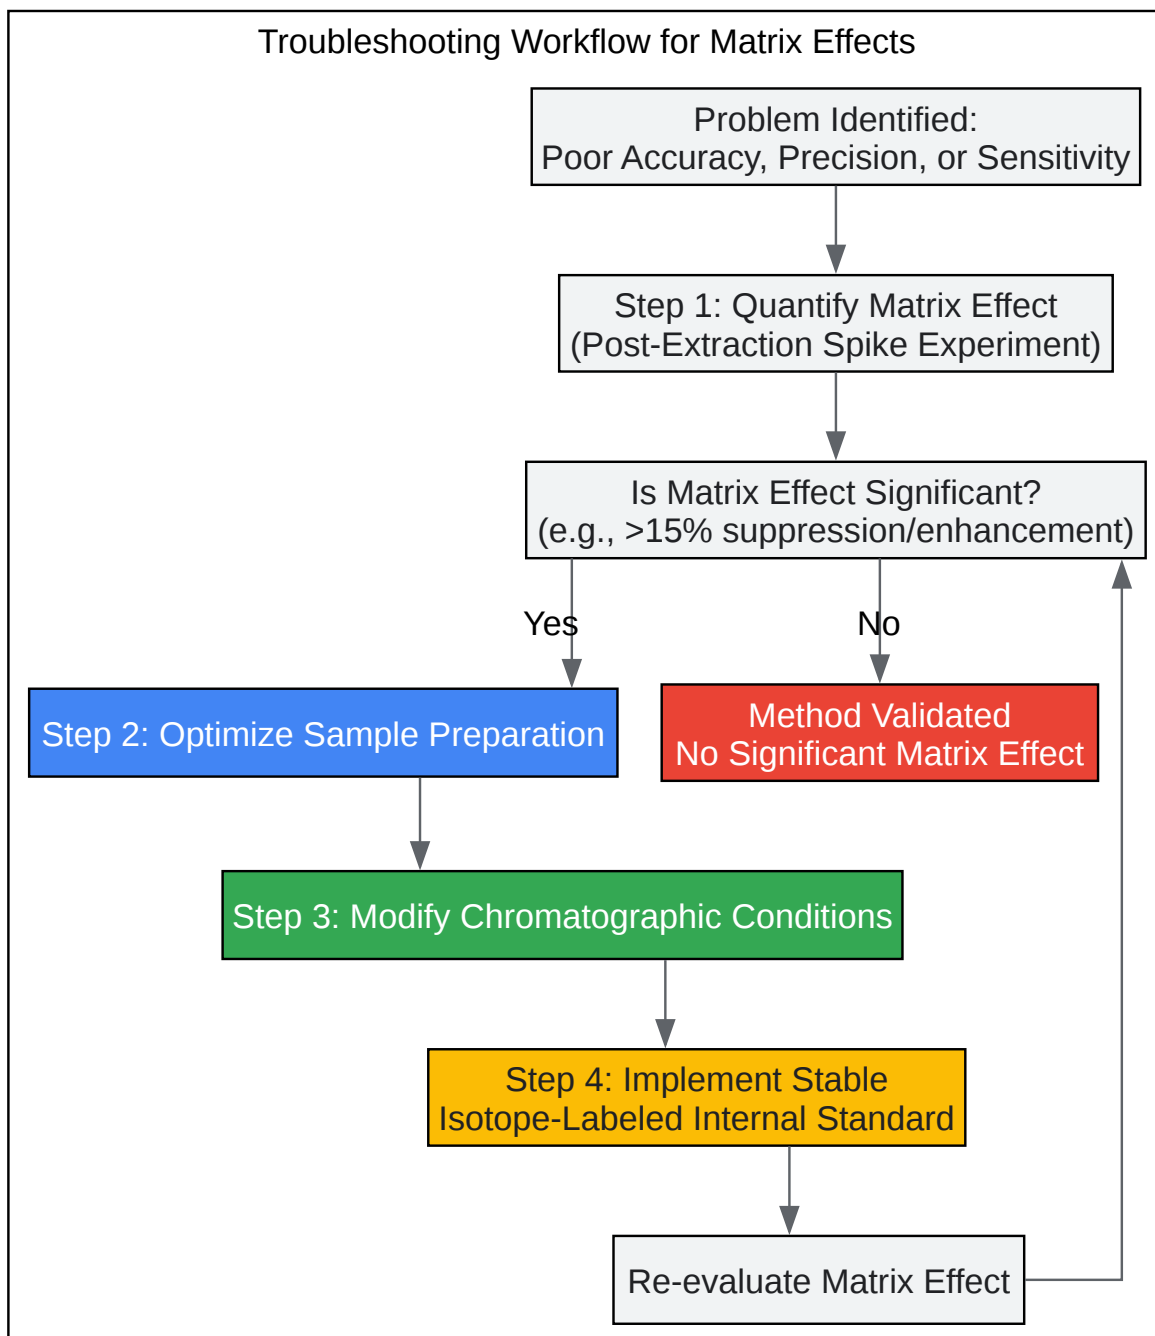 Troubleshooting Workflow for Matrix Effects
Problem Identified:
Poor Accuracy, Precision, or Sensitivity
Step 1: Quantify Matrix Effect
(Post-Extraction Spike Experiment)
Is Matrix Effect Significant?
(e.g., >15% suppression/enhancement)
Yes
No
Step 2: Optimize Sample Preparation
Method Validated
No Significant Matrix Effect
Step 3: Modify Chromatographic Conditions
Step 4: Implement Stable
Isotope-Labeled Internal Standard
Re-evaluate Matrix Effect